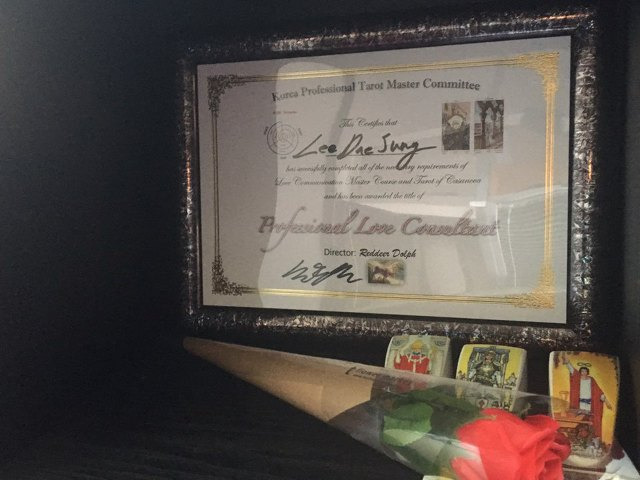 Korea Professional Tarot Master Committee
This Certifies that
Lee Dae Sung
has successfully completed all of the necessary requirements of
Love Communication Master Course and Tarot of Casanova
and has been awarded the title of
Professional Love Consultant
Director: Reddeer Dolph